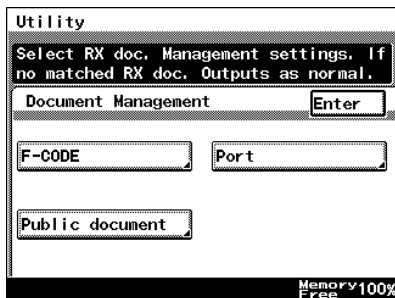 Utility
Select RX doc. Management settings. If
no matched RX doc. Outputs as normal.
Document Management
Enter
F-CODE
Port
Public document
Memory 100%
Free